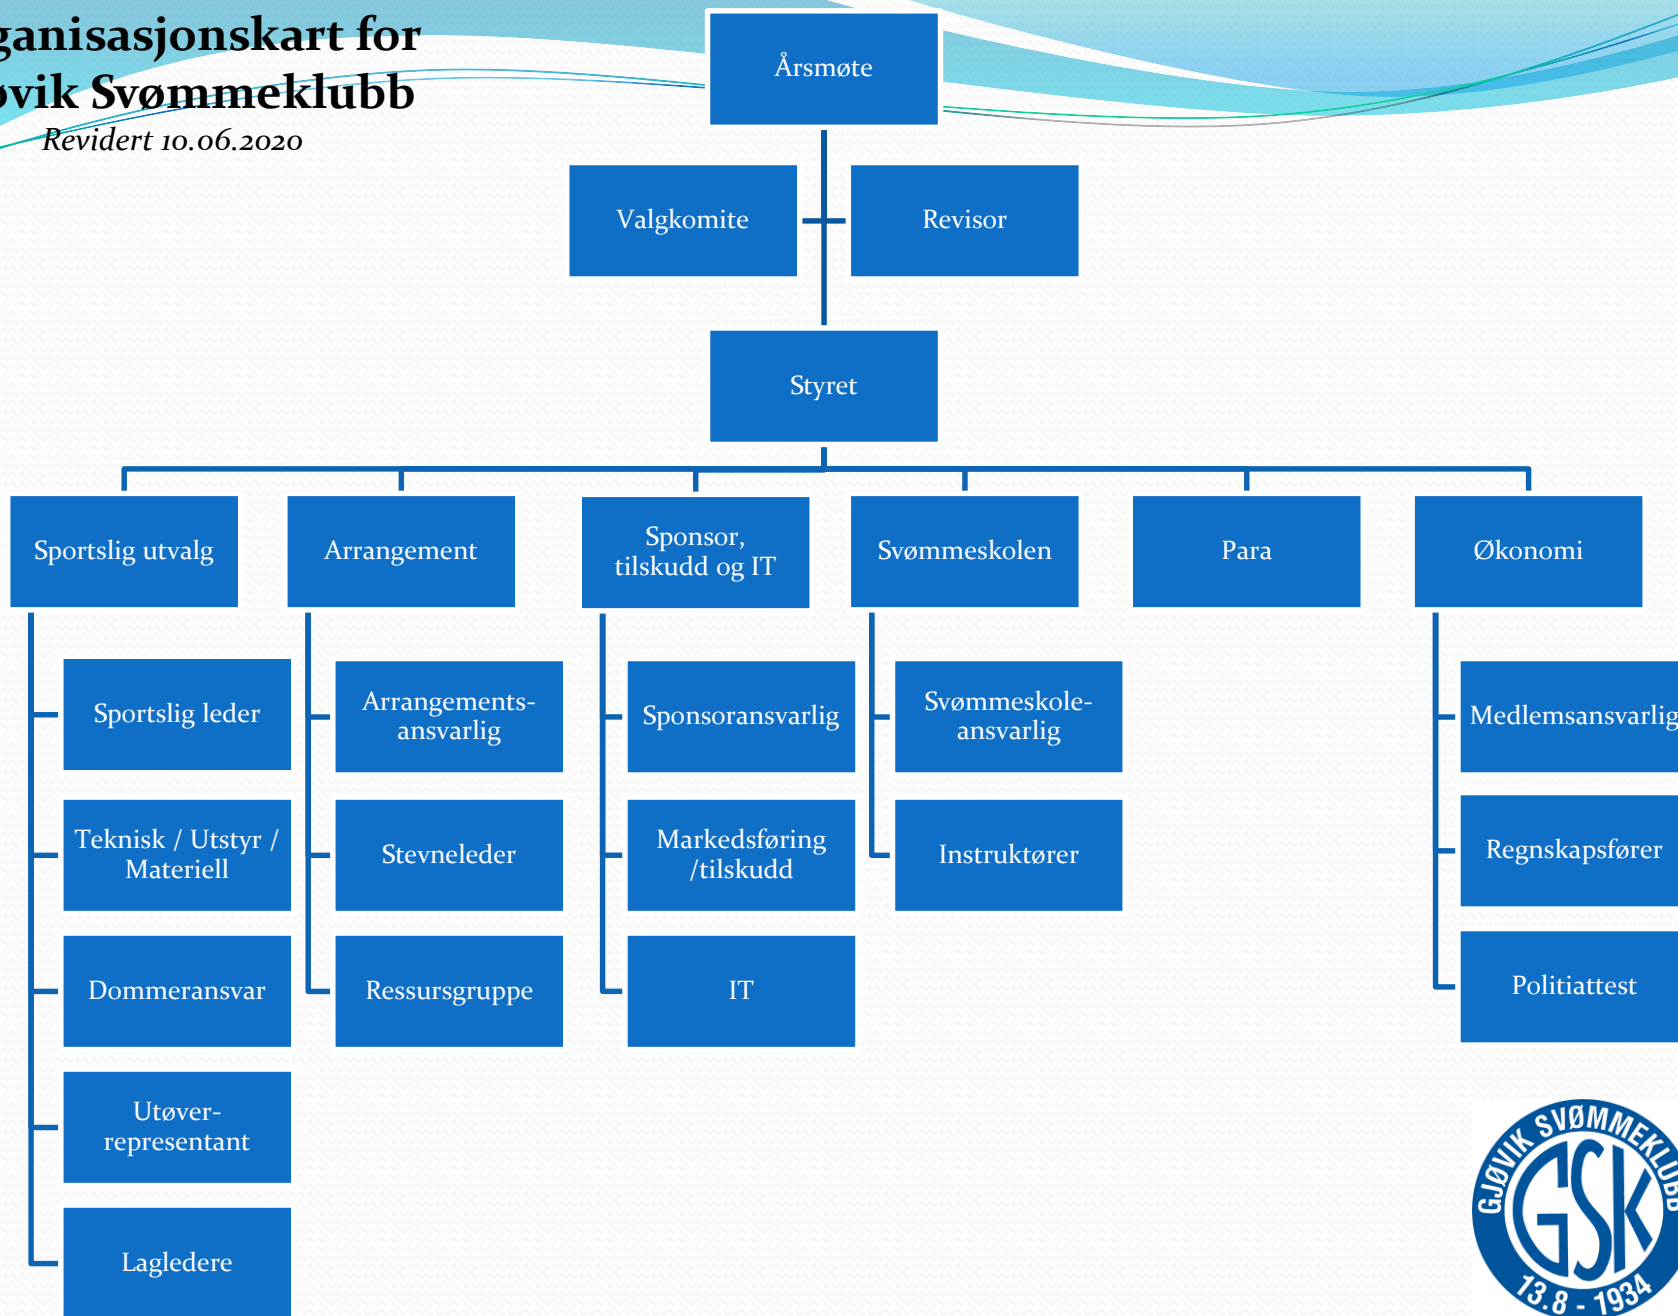 ganisasjonskart for
øvik Svømmeklubb
Revidert 10.06.2020
Årsmøte
Valgkomite
Revisor
Styret
Sportslig utvalg
Arrangement
Sponsor,
tilskudd og IT
Svømmeskolen
Para
Økonomi
Sportslig leder
Teknisk / Utstyr /
Materiell
Dommeransvar
Utøver-
representant
Lagledere
Arrangements-
ansvarlig
Stevneleder
Ressursgruppe
Sponsoransvarlig
Markedsføring
/tilskudd
IT
Svømmeskole-
ansvarlig
Instruktører
Medlemsansvarlig
Regnskapsfører
Politiattest
GJØVIK SVØMMEKLUBB
GSK
13.8 - 1934